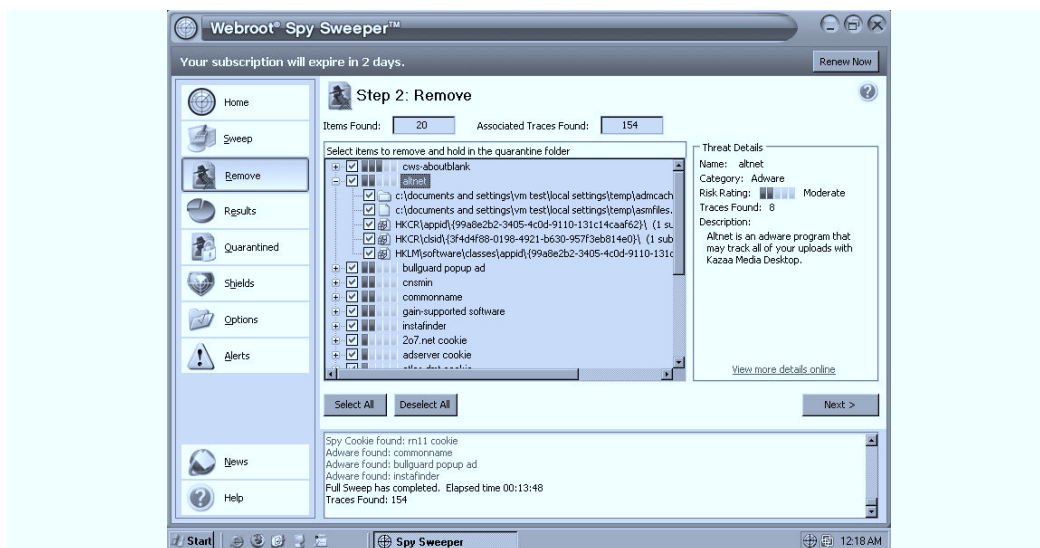 Webroot® Spy Sweeper™
Your subscription will expire in 2 days.
Renew Now
Home
Sweep
Remove
Results
Quarantined
Shields
Options
Alerts
News
Help
Step 2: Remove
Items Found: 20 Associated Traces Found: 154
Select items to remove and hold in the quarantine folder
cws-aboutblank
altnet
c:\documents and settings\vm test\local settings\temp\admcach
c:\documents and settings\vm test\local settings\temp\asmfiles.
HKCR\appid\{99a8e2b2-3405-4c0d-9110-131c14caaf62}\ (1 su
HKCR\clsid\{3f4d4f88-0198-4921-b630-957f3eb814e0}\ (1 sub
HKLM\software\classes\appid\{99a8e2b2-3405-4c0d-9110-131c
bullguard popup ad
cnsmin
commonname
gain-supported software
instafinder
2o7.net cookie
adserver cookie
Threat Details
Name: altnet
Category: Adware
Risk Rating: Moderate
Traces Found: 8
Description:
Altnet is an adware program that
may track all of your uploads with
Kazaa Media Desktop.
View more details online
Select All Deselect All Next >
Spy Cookie found: rn11 cookie
Adware found: commonname
Adware found: bullguard popup ad
Adware found: instafinder
Full Sweep has completed. Elapsed time 00:13:48
Traces Found: 154
Start Spy Sweeper 12:18 AM